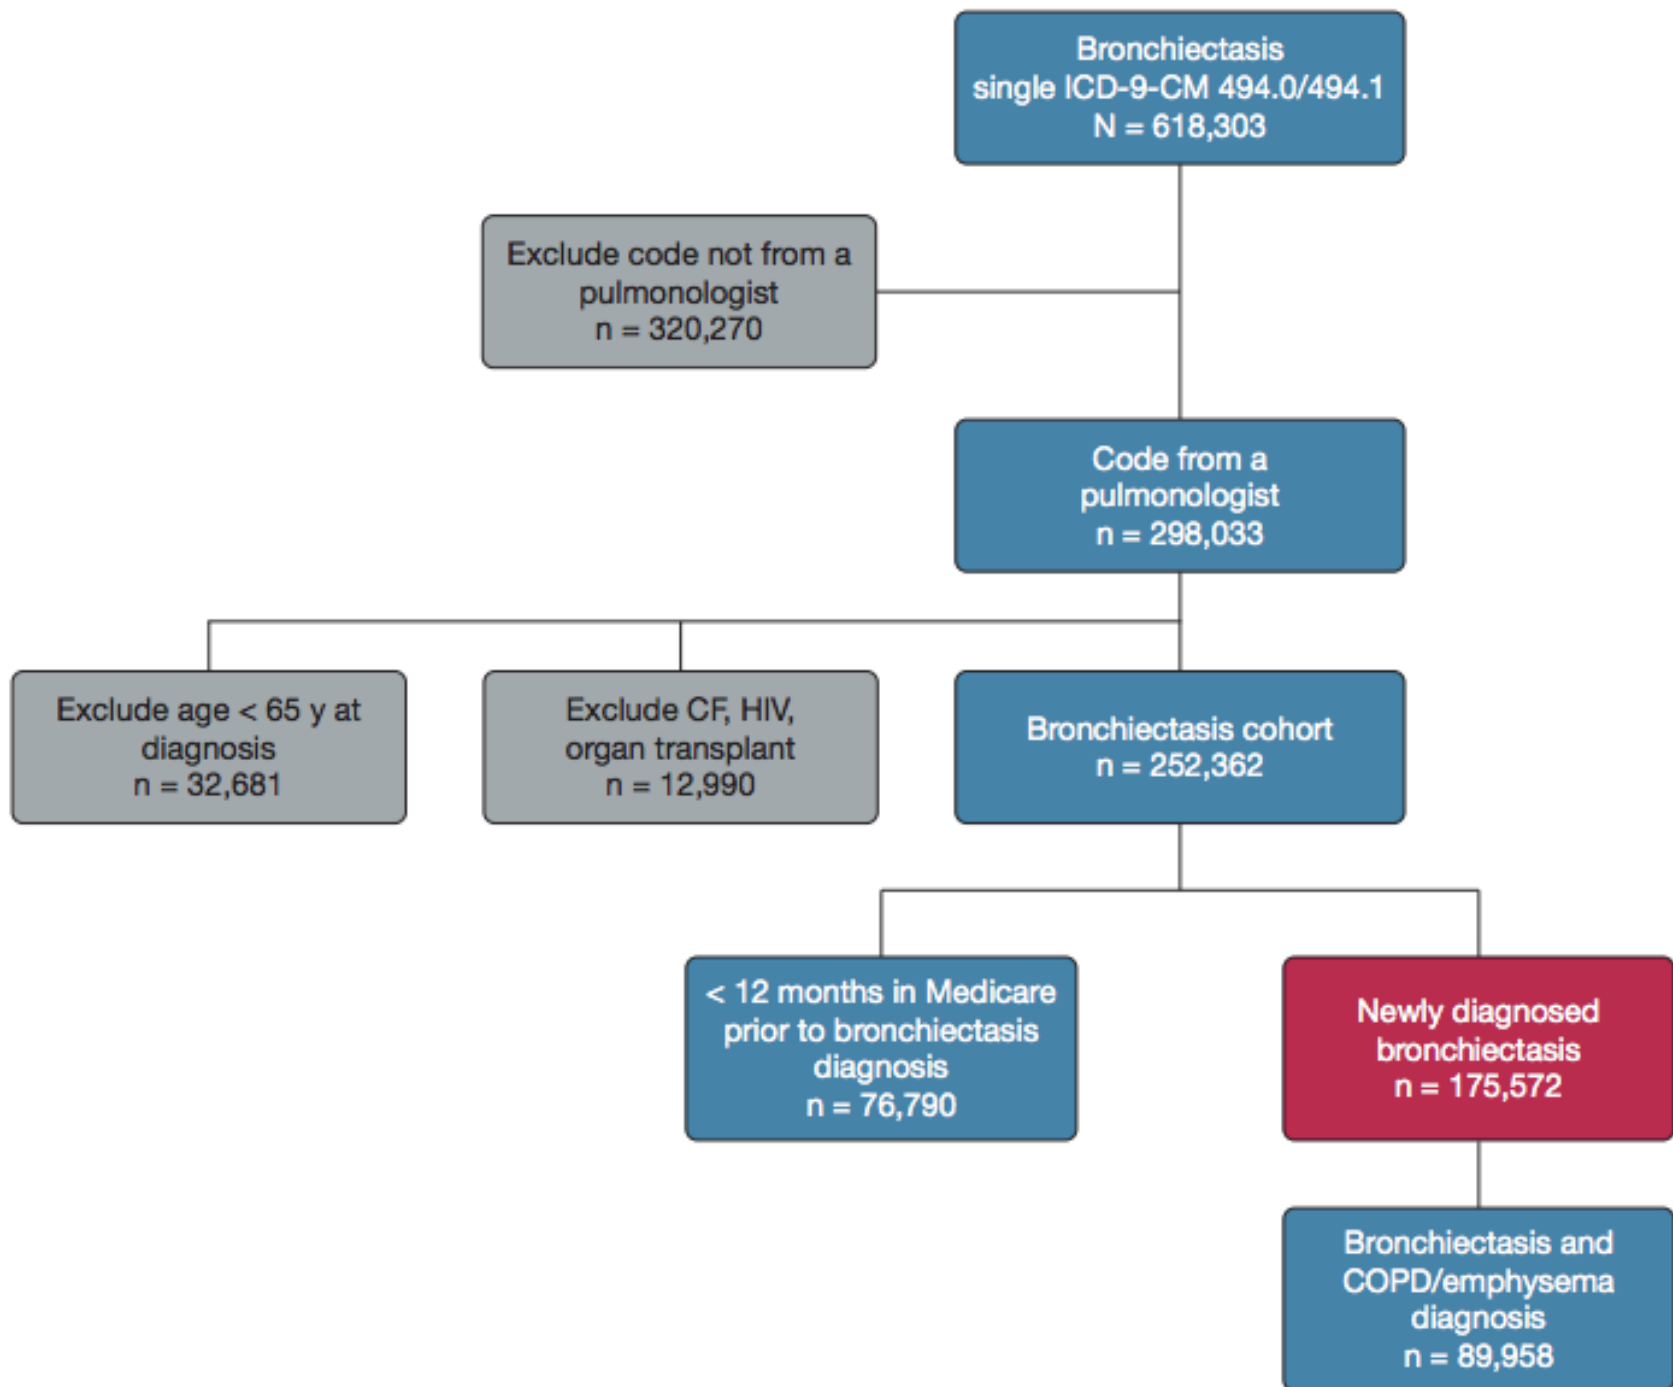 Bronchiectasis
single ICD-9-CM 494.0/494.1
N = 618,303
Exclude code not from a
pulmonologist
n = 320,270
Code from a
pulmonologist
n = 298,033
Exclude age < 65 y at
diagnosis
n = 32,681
Exclude CF, HIV,
organ transplant
n = 12,990
Bronchiectasis cohort
n = 252,362
< 12 months in Medicare
prior to bronchiectasis
diagnosis
n = 76,790
Newly diagnosed
bronchiectasis
n = 175,572
Bronchiectasis and
COPD/emphysema
diagnosis
n = 89,958